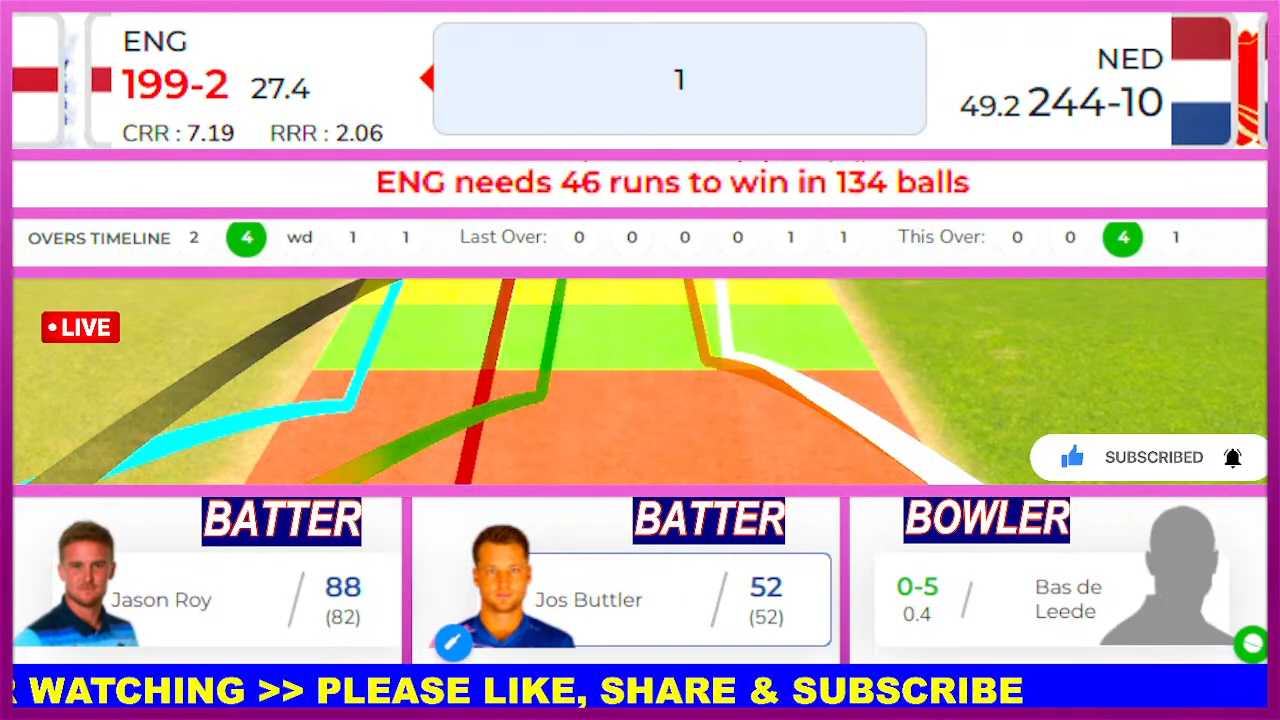 ENG
199-2 27.4
CRR : 7.19 RRR : 2.06
1
NED
49.2 244-10
ENG needs 46 runs to win in 134 balls
OVERS TIMELINE 2 4 wd 1 1 Last Over: 0 0 0 0 1 1 This Over: 0 0 4 1
LIVE
SUBSCRIBED
BATTER
Jason Roy
88
(82)
BATTER
Jos Buttler
52
(52)
BOWLER
0-5
0.4
Bas de
Leede
R WATCHING >> PLEASE LIKE, SHARE & SUBSCRIBE